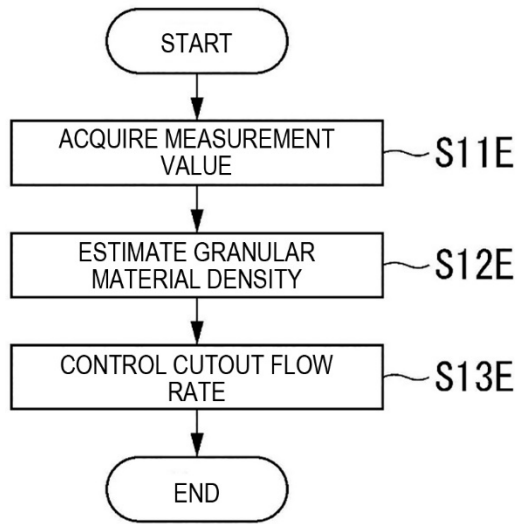 START
ACQUIRE MEASUREMENT
VALUE
S11E
ESTIMATE GRANULAR
MATERIAL DENSITY
S12E
CONTROL CUTOUT FLOW
RATE
S13E
END